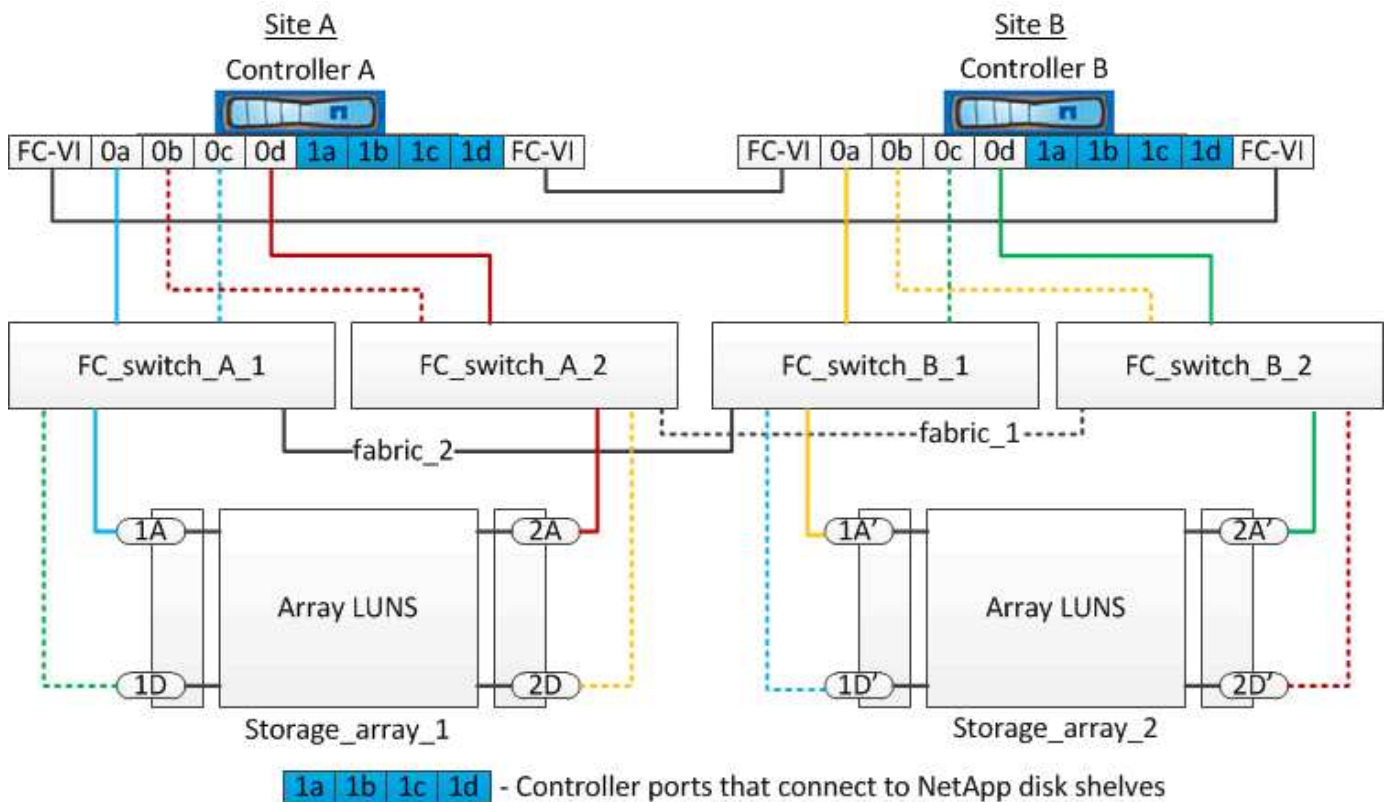 Site A Site B
Controller A Controller B
FC-VI 0a 0b 0c 0d 1a 1b 1c 1d FC-VI FC-VI 0a 0b 0c 0d 1a 1b 1c 1d FC-VI
FC_switch_A_1 FC_switch_A_2 FC_switch_B_1 FC_switch_B_2
fabric_2 fabric_1
1A 2A 1A’ 2A’
Array LUNS Array LUNS
1D 2D 1D’ 2D’
Storage_array_1 Storage_array_2
1a 1b 1c 1d - Controller ports that connect to NetApp disk shelves